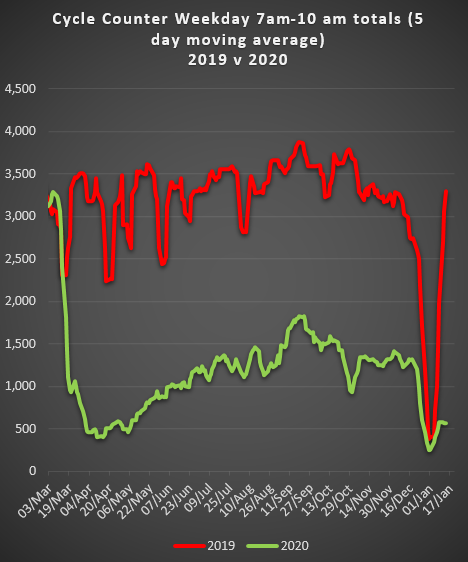 Cycle Counter Weekday 7am-10 am totals (5
day moving average)
2019 v 2020
4,500
4,000
3,500
3,000
2,500
2,000
1,500
1,000
500
0
03/Mar
19/Mar
04/Apr
20/Apr
06/May
22/May
07/Jun
23/Jun
09/Jul
25/Jul
10/Aug
26/Aug
11/Sep
27/Sep
13/Oct
29/Oct
14/Nov
30/Nov
16/Dec
01/Jan
17/Jan
2019
2020